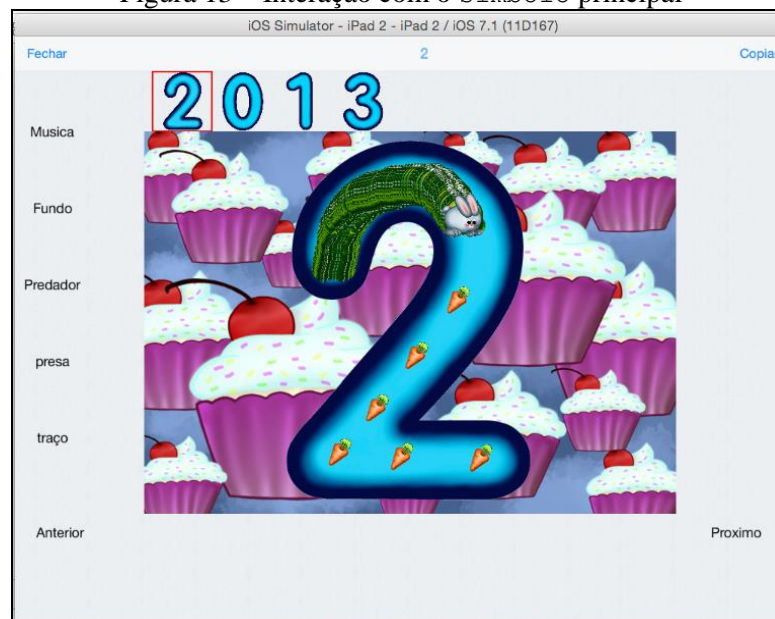 Figura 13 – Interação com o Símbolo principal
iOS Simulator - iPad 2 - iPad 2 / iOS 7.1 (11D167)
Fechar 2 Copia
2013
Musica
Fundo
2
Predador
presa
traço
Anterior Proximo